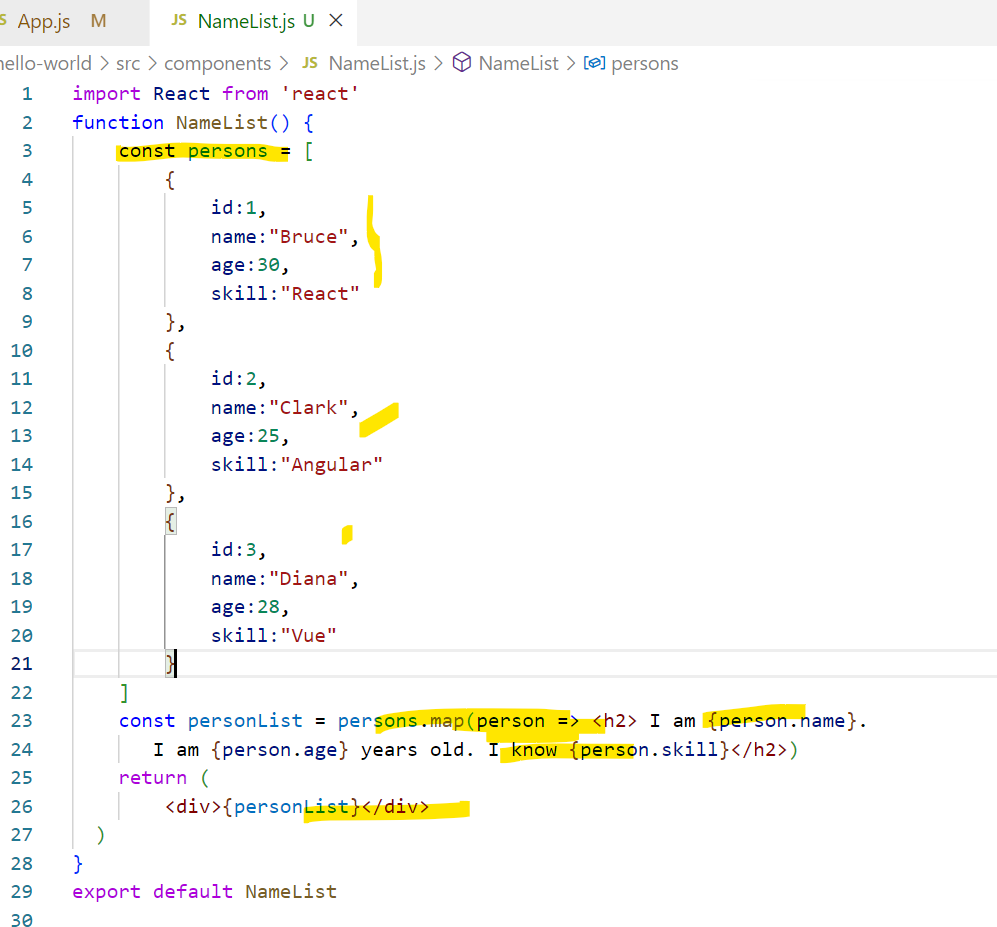 App.js M JS NameList.js U
hello-world > src > components > JS NameList.js > NameList > persons
1 import React from 'react'
2 function NameList() {
3 const persons = [
4 {
5 id:1,
6 name:"Bruce",
7 age:30,
8 skill:"React"
9 },
10 {
11 id:2,
12 name:"Clark",
13 age:25,
14 skill:"Angular"
15 },
16 {
17 id:3,
18 name:"Diana",
19 age:28,
20 skill:"Vue"
21 }
22 ]
23 const personList = persons.map(person => <h2> I am {person.name}.
24 I am {person.age} years old. I know {person.skill}</h2>)
25 return (
26 <div>{personList}</div>
27 )
28 }
29 export default NameList
30